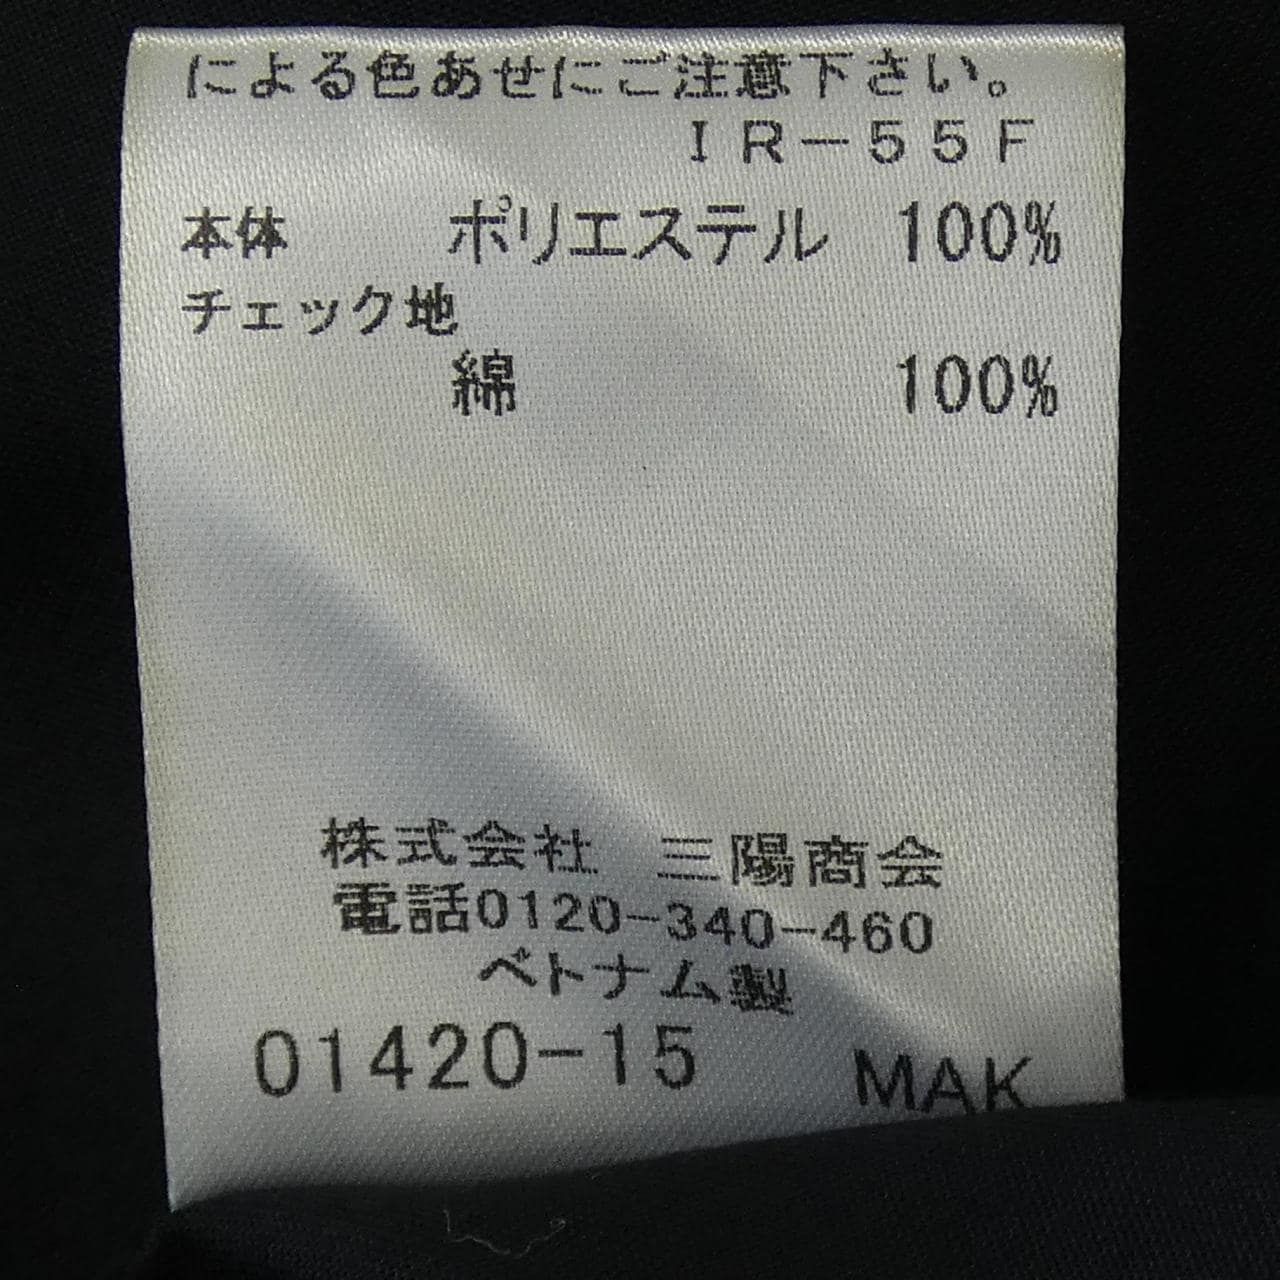 による色あせにご注意下さい。
IR-55F
本体 ポリエステル 100%
チェック地
綿 100%
株式会社 三陽商会
電話0120-340-460
ベトナム製
01420-15 MAK